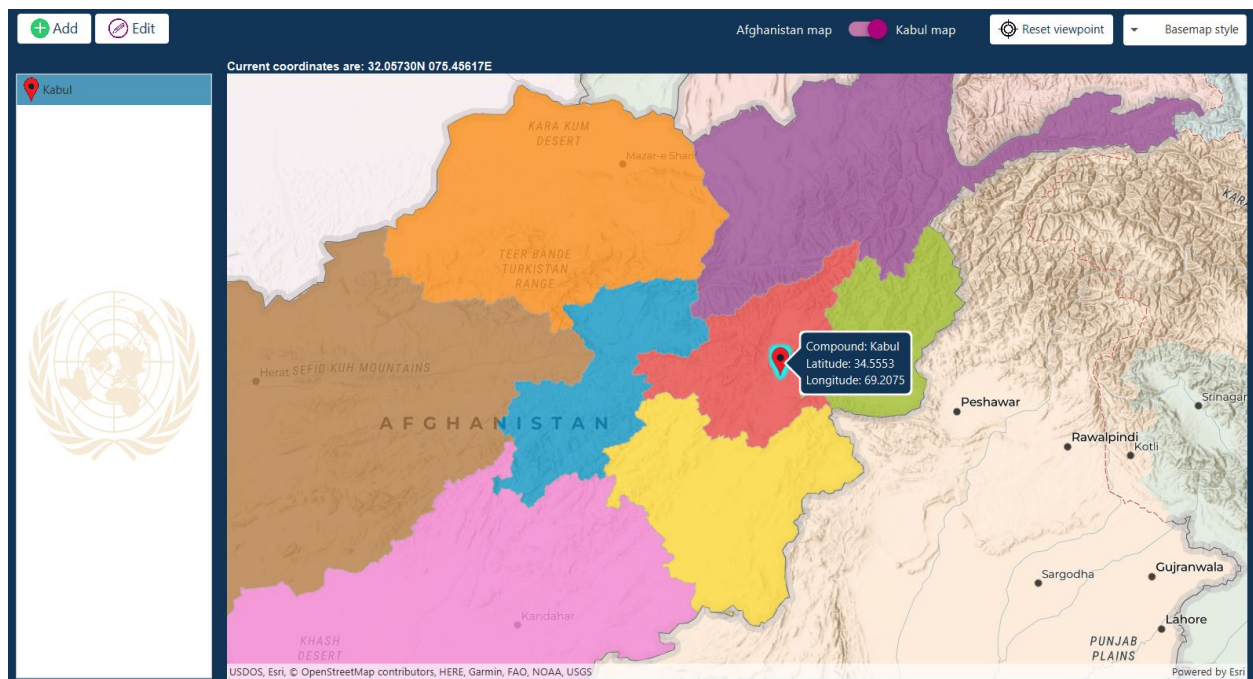 Add
Edit
Afghanistan map
Kabul map
Reset viewpoint
Basemap style
Current coordinates are: 32.05730N 075.45617E
Kabul
KARA KUM
DESERT
Mazar-e Sharif
TEER BANDE
TURKISTAN
RANGE
Compound: Kabul
Latitude: 34.5553
Longitude: 69.2075
Herat
SEFID KUH MOUNTAINS
AFGHANISTAN
Peshawar
Srinagar
Rawalpindi
Kotli
Sargodha
Gujranwala
Kandahar
Lahore
KHASH
DESERT
PUNJAB
PLAINS
USDOS, Esri, © OpenStreetMap contributors, HERE, Garmin, FAO, NOAA, USGS
Powered by Esri